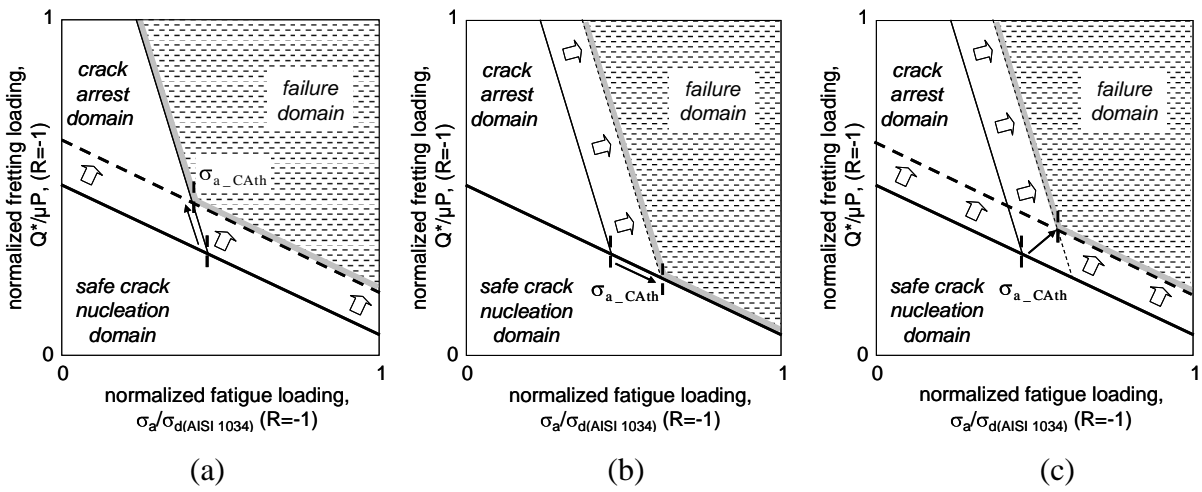 1
crack
arrest
domain
failure
domain
σa_CAth
safe crack
nucleation
domain
0
0
1
normalized fretting loading,
Q*/μP, (R=-1)
normalized fatigue loading,
σa/σd(AISI 1034) (R=-1)
(a)
1
crack
arrest
domain
failure
domain
σa_CAth
safe crack
nucleation
domain
0
0
1
normalized fretting loading,
Q*/μP, (R=-1)
normalized fatigue loading,
σa/σd(AISI 1034) (R=-1)
(b)
1
crack
arrest
domain
failure
domain
σa_CAth
safe crack
nucleation
domain
0
0
1
normalized fretting loading,
Q*/μP, (R=-1)
normalized fatigue loading,
σa/σd(AISI 1034) (R=-1)
(c)